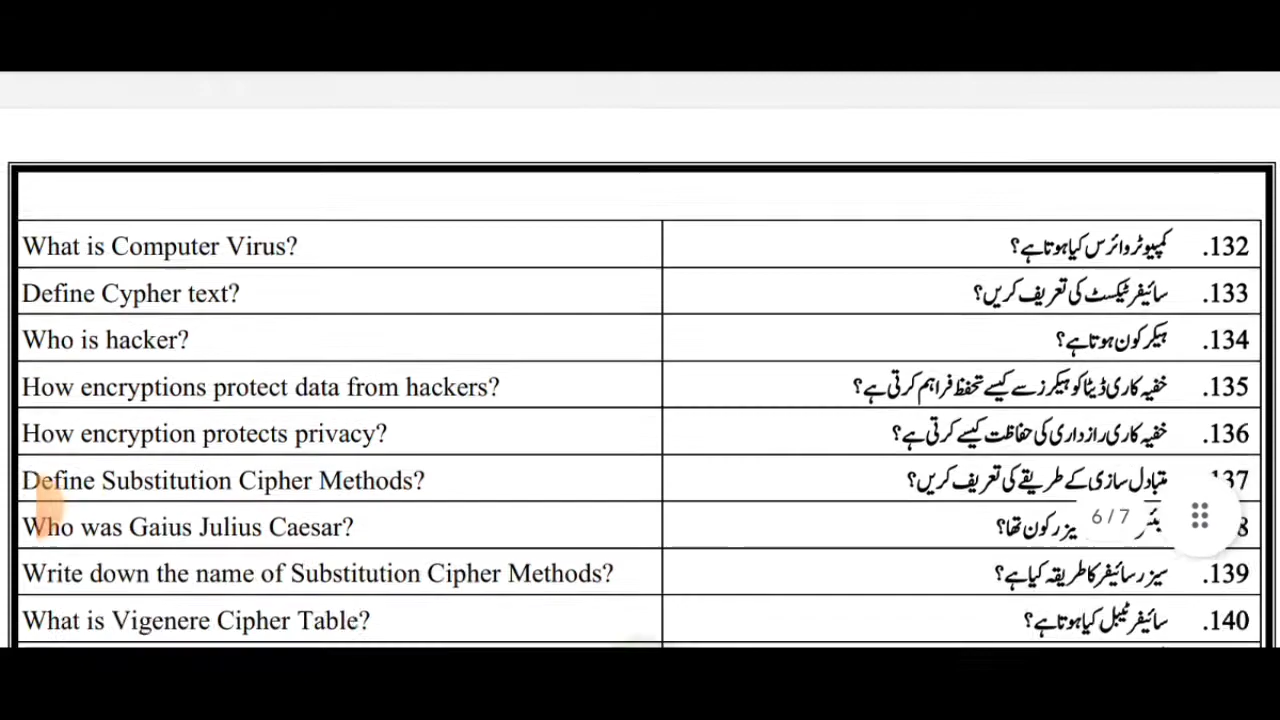 What is Computer Virus? کمپیوٹر وائرس کیا ہوتا ہے؟ .132
Define Cypher text? سائیفر ٹیکسٹ کی تعریف کریں؟ .133
Who is hacker? ہیکر کون ہوتا ہے؟ .134
How encryptions protect data from hackers? خفیہ کاری ڈیٹا کو ہیکرز سے کیسے تحفظ فراہم کرتی ہے؟ .135
How encryption protects privacy? خفیہ کاری رازداری کی حفاظت کیسے کرتی ہے؟ .136
Define Substitution Cipher Methods? متبادل سازی کے طریقے کی تعریف کریں؟ 137
Who was Gaius Julius Caesar? یزر کون تھا؟ 8
6/7
Write down the name of Substitution Cipher Methods? سیزر سائیفر کا طریقہ کیا ہے؟ .139
What is Vigenere Cipher Table? سائیفر ٹیبل کیا ہوتا ہے؟ .140